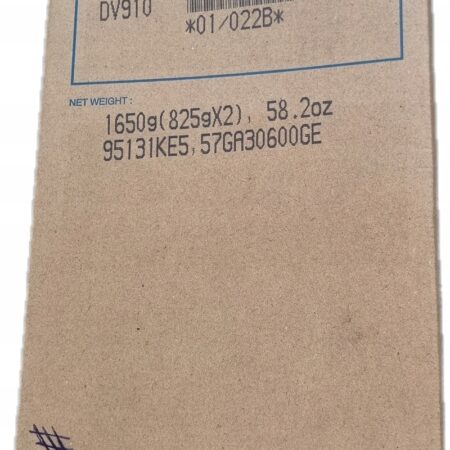 DV910
*01/022B*
NET WEIGHT:
1650g(825gX2), 58.2oz
95131KE5,57GA30600GE